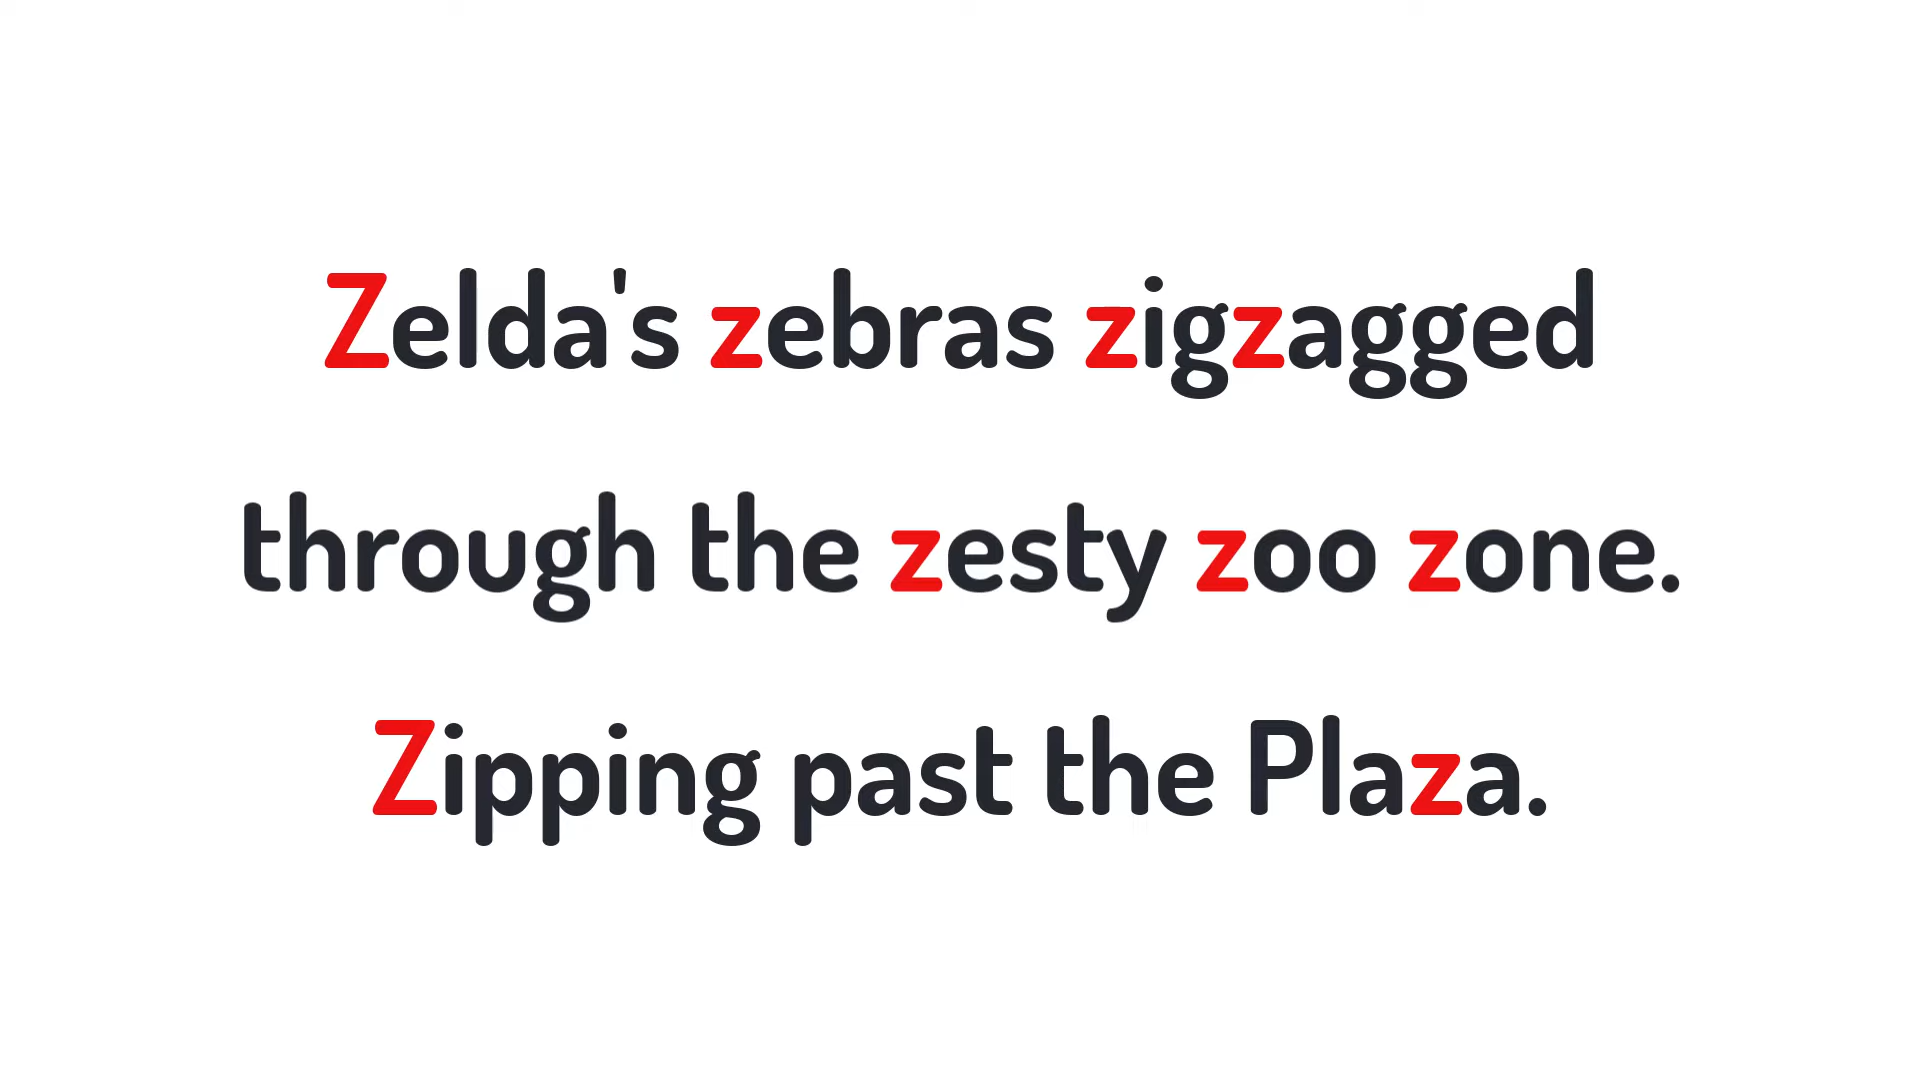 Zelda's zebras zigzagged
through the zesty zoo zone.
Zipping past the Plaza.